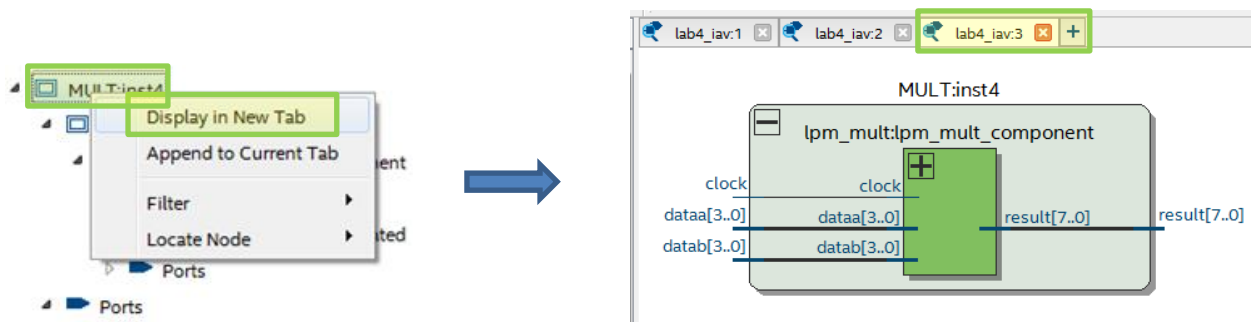 MULT:inst4
Display in New Tab
Append to Current Tab
ent
Filter
Locate Node
ted
Ports
Ports
lab4_iav:1
lab4_iav:2
lab4_iav:3
+
MULT:inst4
lpm_mult:lpm_mult_component
clock
clock
dataa[3..0]
dataa[3..0]
result[7..0]
result[7..0]
datab[3..0]
datab[3..0]